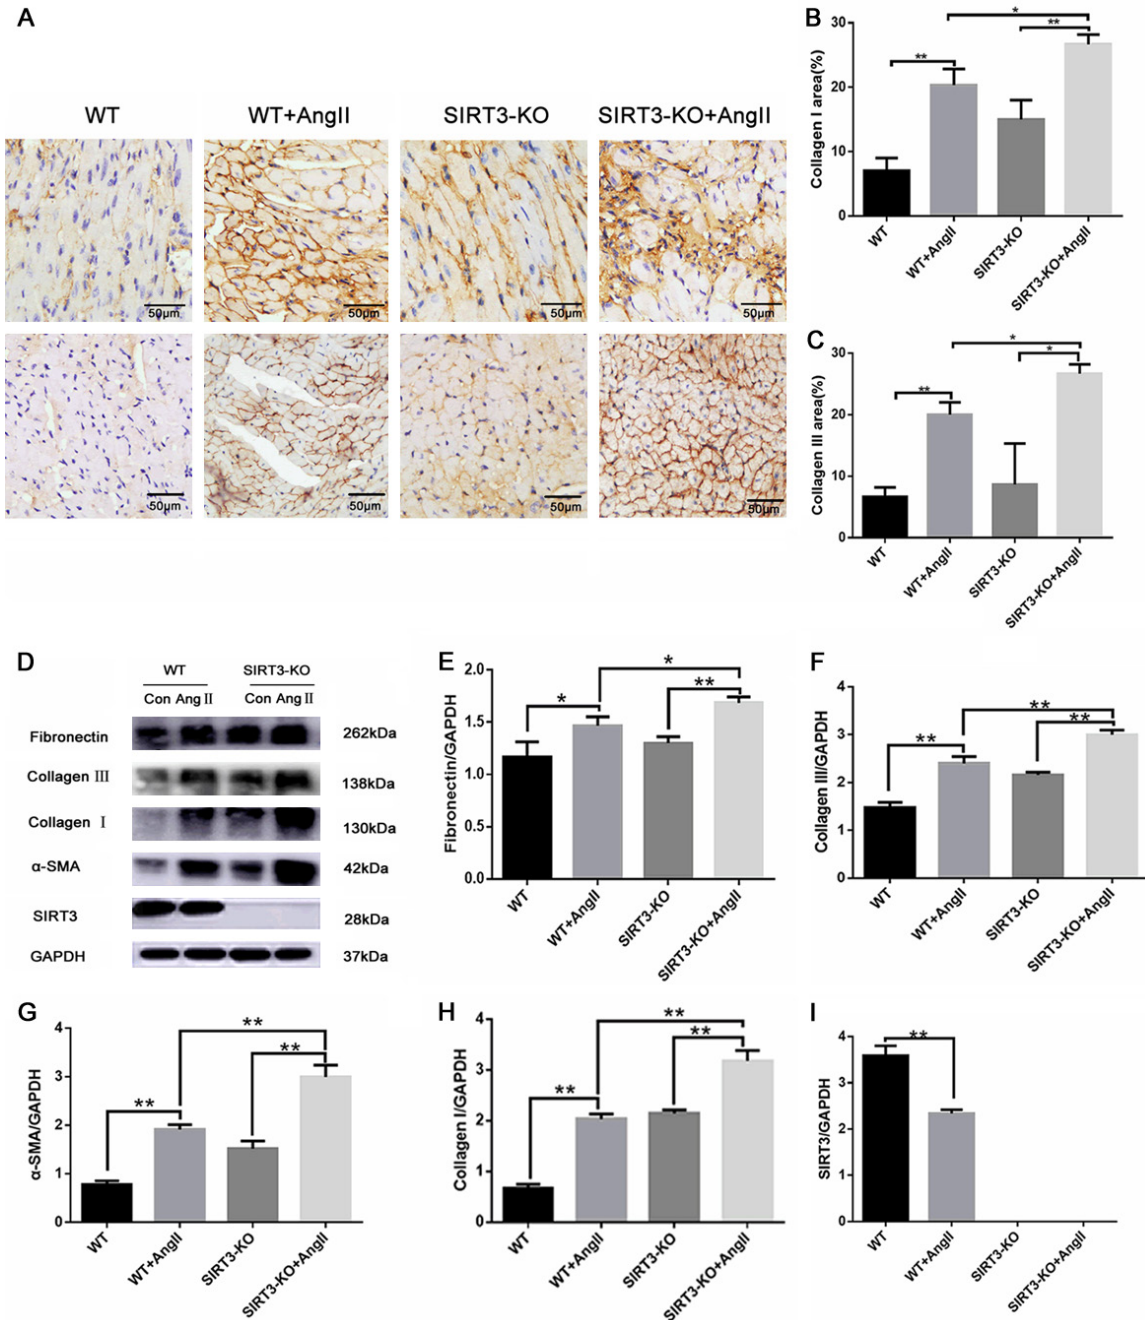 A
WT
WT+AngII
SIRT3-KO
SIRT3-KO+AngII
50μm
50μm
50μm
50μm
50μm
50μm
50μm
50μm
B
Collagen I area(%)
30
20
10
0
**
*
**
WT
WT+AngII
SIRT3-KO
SIRT3-KO+AngII
C
Collagen III area(%)
30
20
10
0
**
*
*
WT
WT+AngII
SIRT3-KO
SIRT3-KO+AngII
D
WT
SIRT3-KO
Con Ang II
Con Ang II
Fibronectin
262kDa
Collagen III
138kDa
Collagen I
130kDa
α-SMA
42kDa
SIRT3
28kDa
GAPDH
37kDa
E
Fibronectin/GAPDH
2.0
1.5
1.0
0.5
0.0
*
*
**
WT
WT+AngII
SIRT3-KO
SIRT3-KO+AngII
F
Collagen III/GAPDH
4
3
2
1
0
**
**
**
WT
WT+AngII
SIRT3-KO
SIRT3-KO+AngII
G
α-SMA/GAPDH
4
3
2
1
0
**
**
**
WT
WT+AngII
SIRT3-KO
SIRT3-KO+AngII
H
Collagen I/GAPDH
4
3
2
1
0
**
**
**
WT
WT+AngII
SIRT3-KO
SIRT3-KO+AngII
I
SIRT3/GAPDH
4
3
2
1
0
**
WT
WT+AngII
SIRT3-KO
SIRT3-KO+AngII